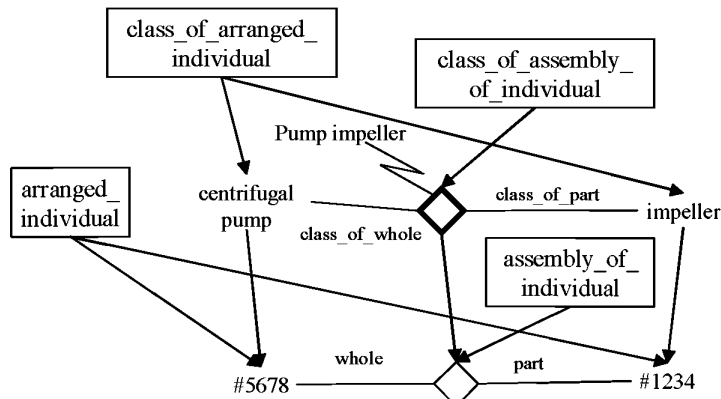 class_of_arranged_
individual
class_of_assembly_
of_individual
Pump impeller
arranged_
individual
centrifugal
pump
class_of_part
impeller
class_of_whole
assembly_of_
individual
whole
part
#5678
#1234